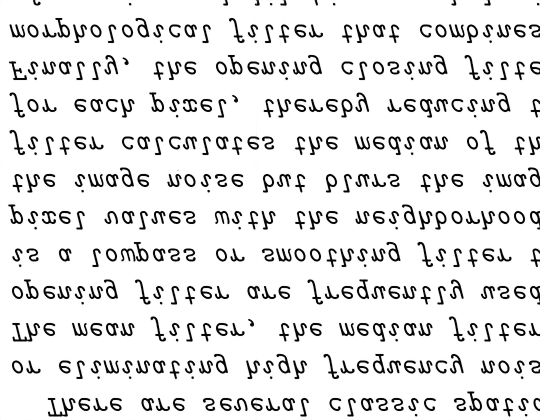 There are several classic spati
or eliminating high frequency nois
The mean filter, the median filter
opening filter are frequently used
is a lowpass or smoothing filter t
pixel values with the neighborhood
the image noise but blurs the imag
filter calculates the median of th
for each pixel, thereby reducing t
Finally, the opening closing filte
morphological filter that combines